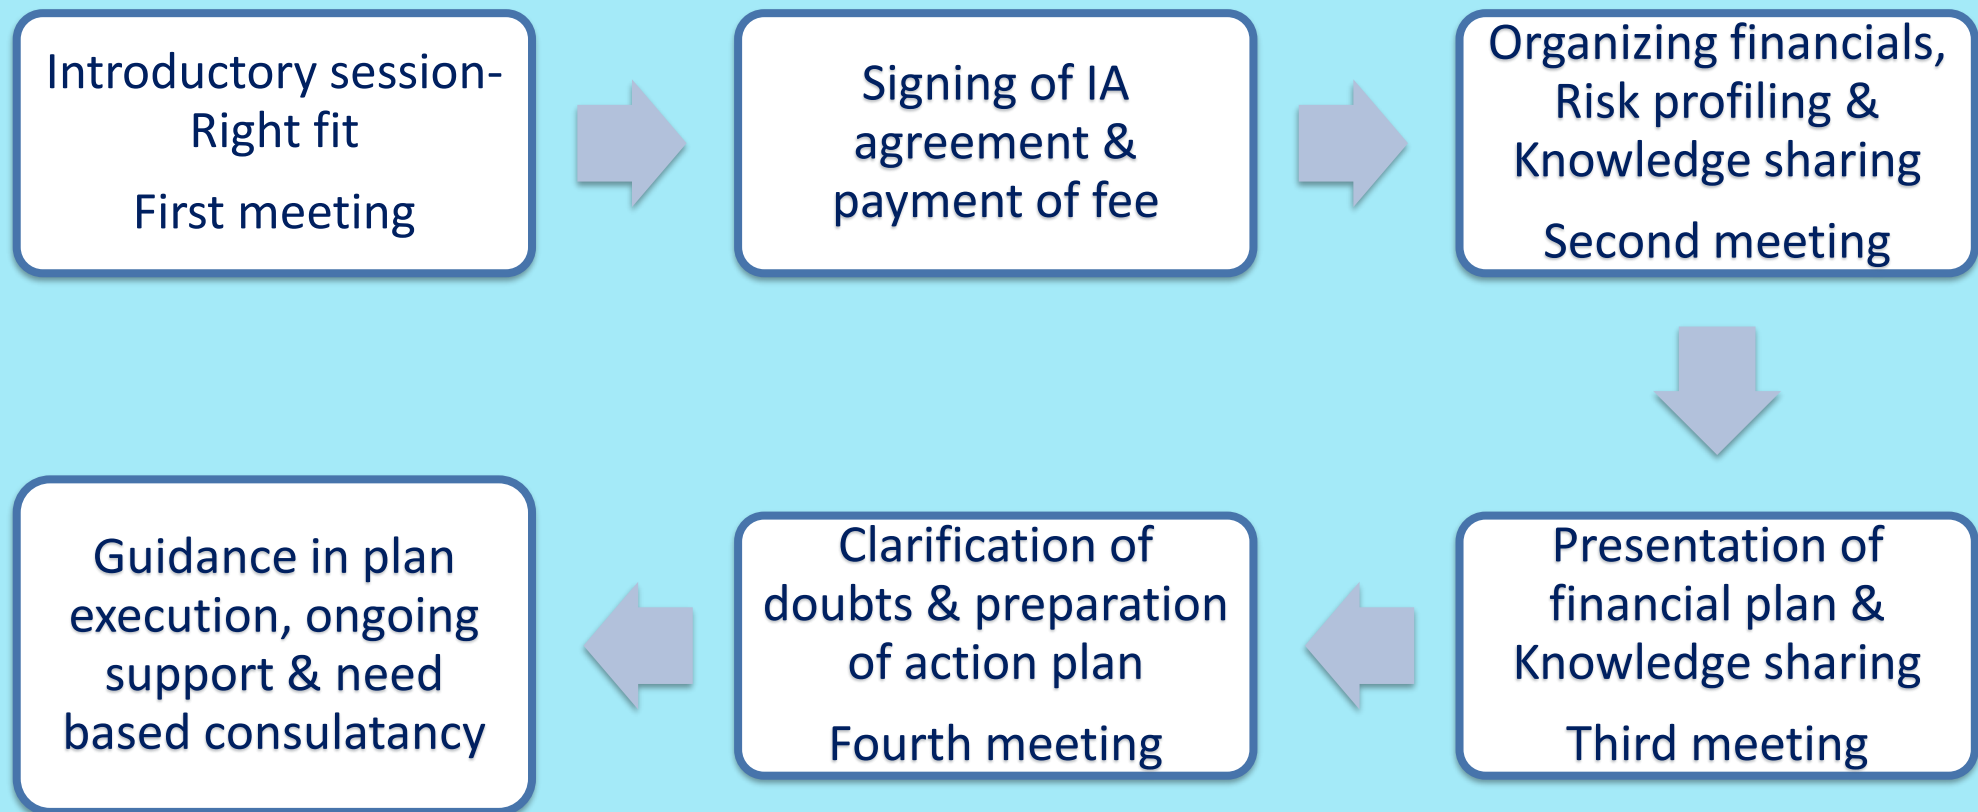 Introductory session-
Right fit
First meeting
Signing of IA
agreement &
payment of fee
Organizing financials,
Risk profiling &
Knowledge sharing
Second meeting
Presentation of
financial plan &
Knowledge sharing
Third meeting
Clarification of
doubts & preparation
of action plan
Fourth meeting
Guidance in plan
execution, ongoing
support & need
based consulatancy